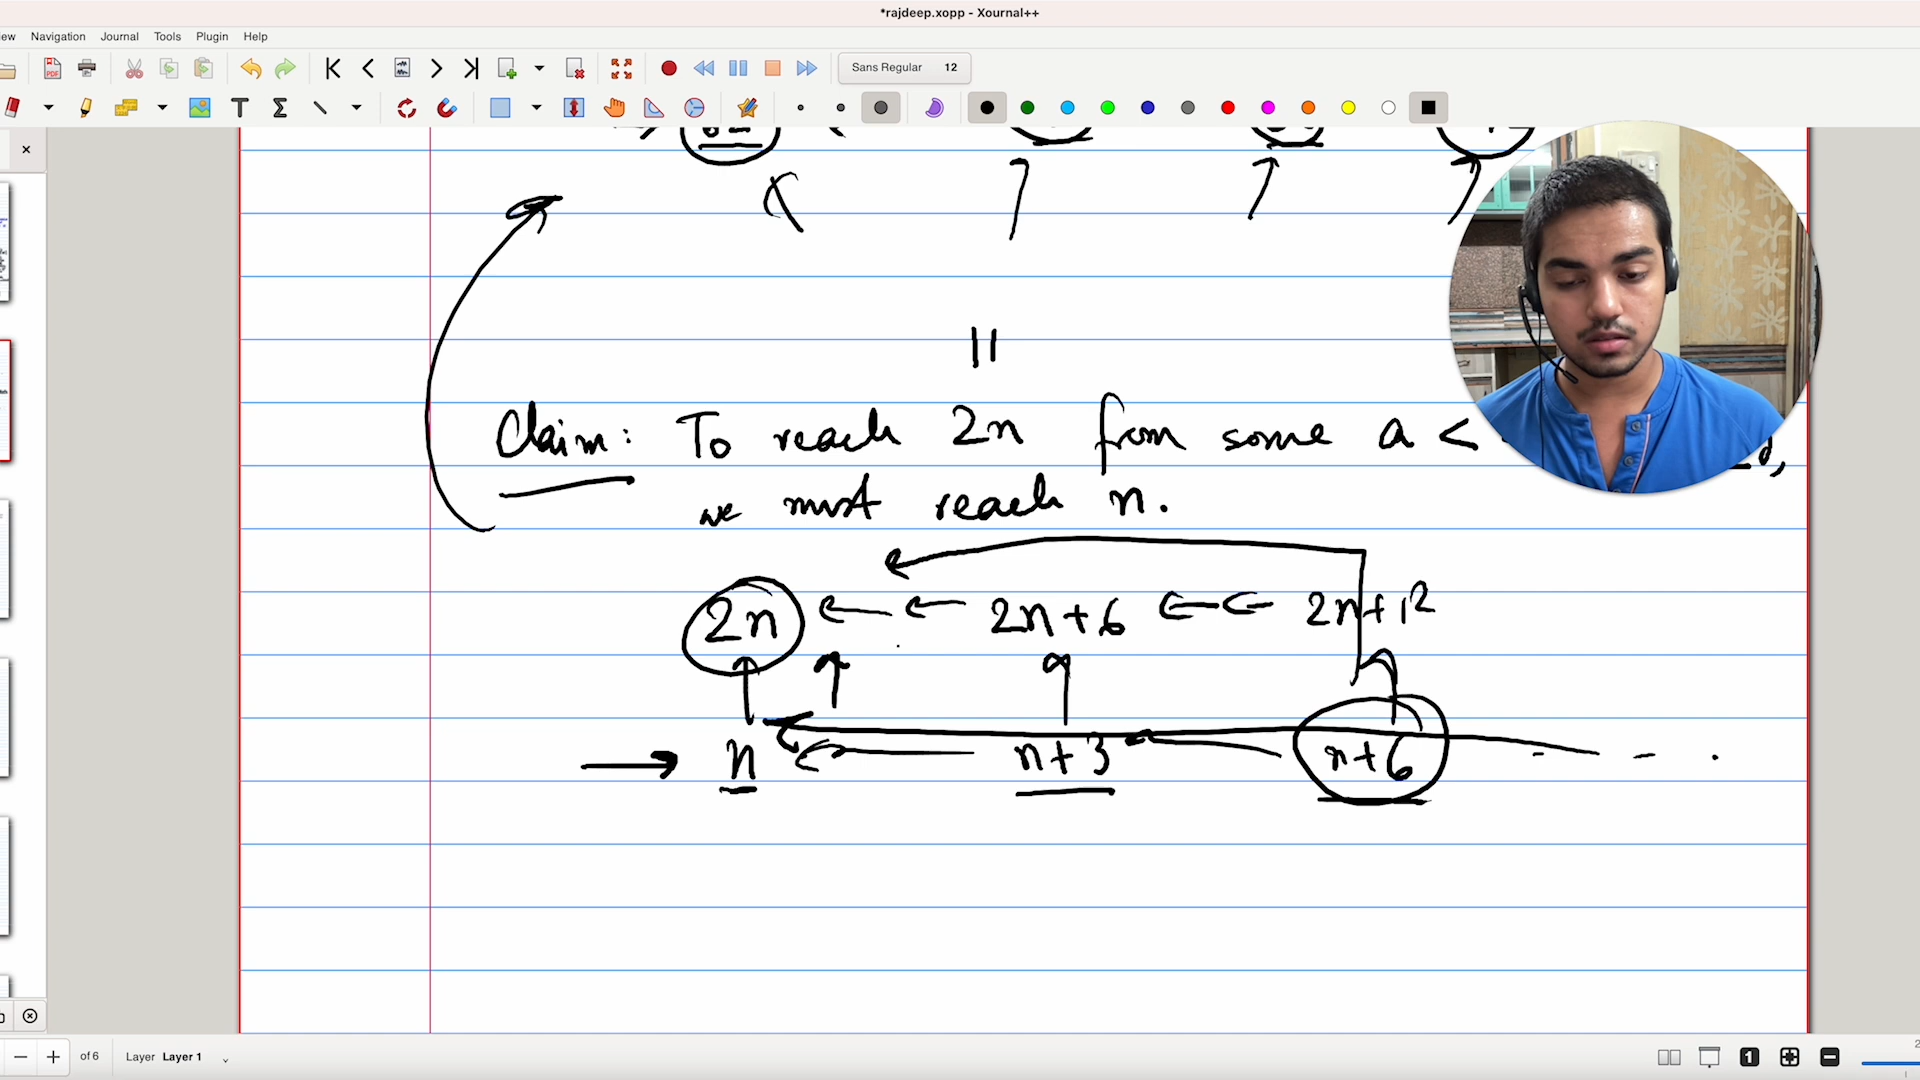 *rajdeep.xopp - Xournal++
Navigation Journal Tools Plugin Help
Sans Regular 12
Claim: To reach 2n from some a <
we must reach n.
2n ← ← 2n+6 ← ← 2n+12
→ n ← n+3 ← n+6 - - .
of 6 Layer Layer 1